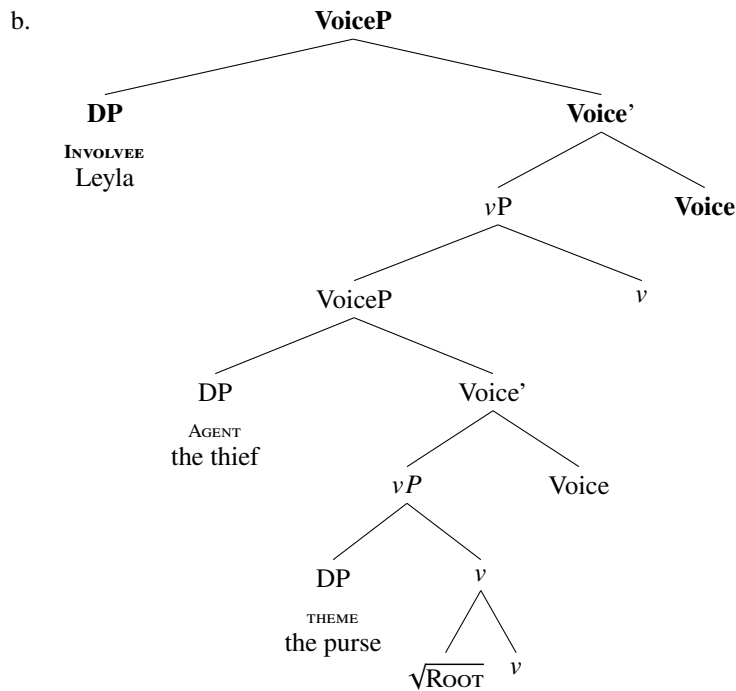 b. VoiceP
DP Voice’
INVOLVEE
Leyla
vP Voice
VoiceP v
DP Voice’
AGENT
the thief
vP Voice
DP v
THEME
the purse
√ROOT v